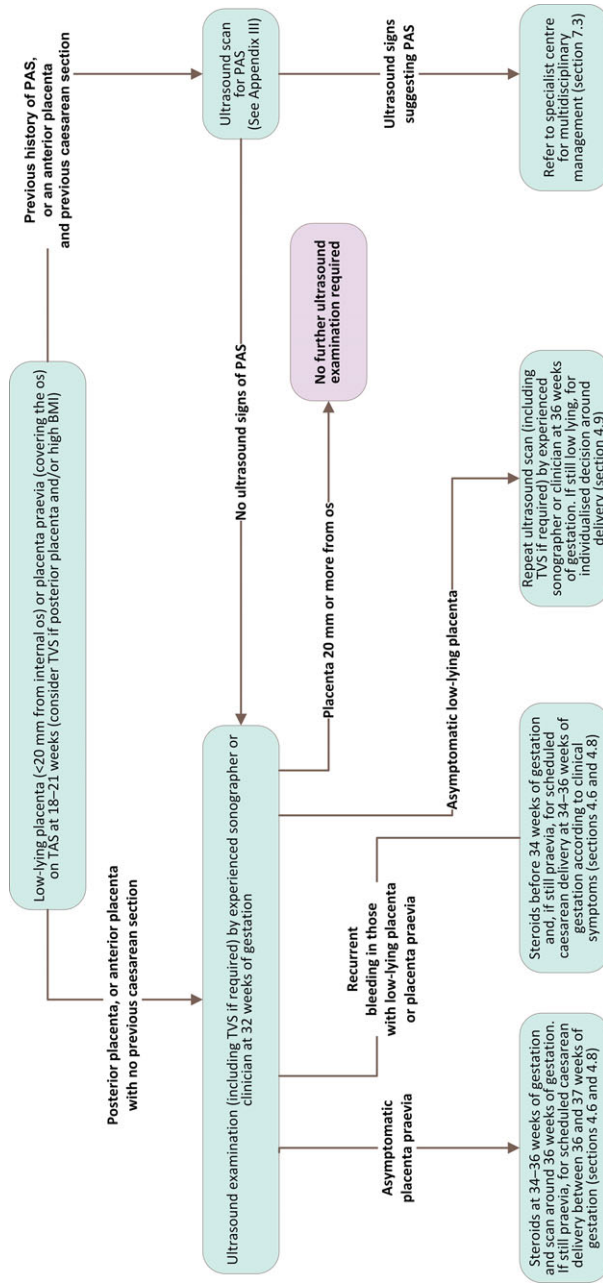 Low-lying placenta (<20 mm from internal os) or placenta praevia (covering the os)
on TAS at 18–21 weeks (consider TVS if posterior placenta and/or high BMI)
Previous history of PAS,
or an anterior placenta
and previous caesarean section
Posterior placenta, or anterior placenta
with no previous caesarean section
Ultrasound scan
for PAS
(See Appendix III)
No ultrasound signs of PAS
Ultrasound signs
suggesting PAS
Ultrasound examination (including TVS if required) by experienced sonographer or
clinician at 32 weeks of gestation
Placenta 20 mm or more from os
No further ultrasound
examination required
Asymptomatic
placenta praevia
Recurrent
bleeding in those
with low-lying placenta
or placenta praevia
Asymptomatic low-lying placenta
Steroids at 34–36 weeks of gestation
and scan around 36 weeks of gestation.
If still praevia, for scheduled caesarean
delivery between 36 and 37 weeks of
gestation (sections 4.6 and 4.8)
Steroids before 34 weeks of gestation
and, if still praevia, for scheduled
caesarean delivery at 34–36 weeks of
gestation according to clinical
symptoms (sections 4.6 and 4.8)
Repeat ultrasound scan (including
TVS if required) by experienced
sonographer or clinician at 36 weeks
of gestation. If still low lying, for
individualised decision around
delivery (section 4.9)
Refer to specialist centre
for multidisciplinary
management (section 7.3)